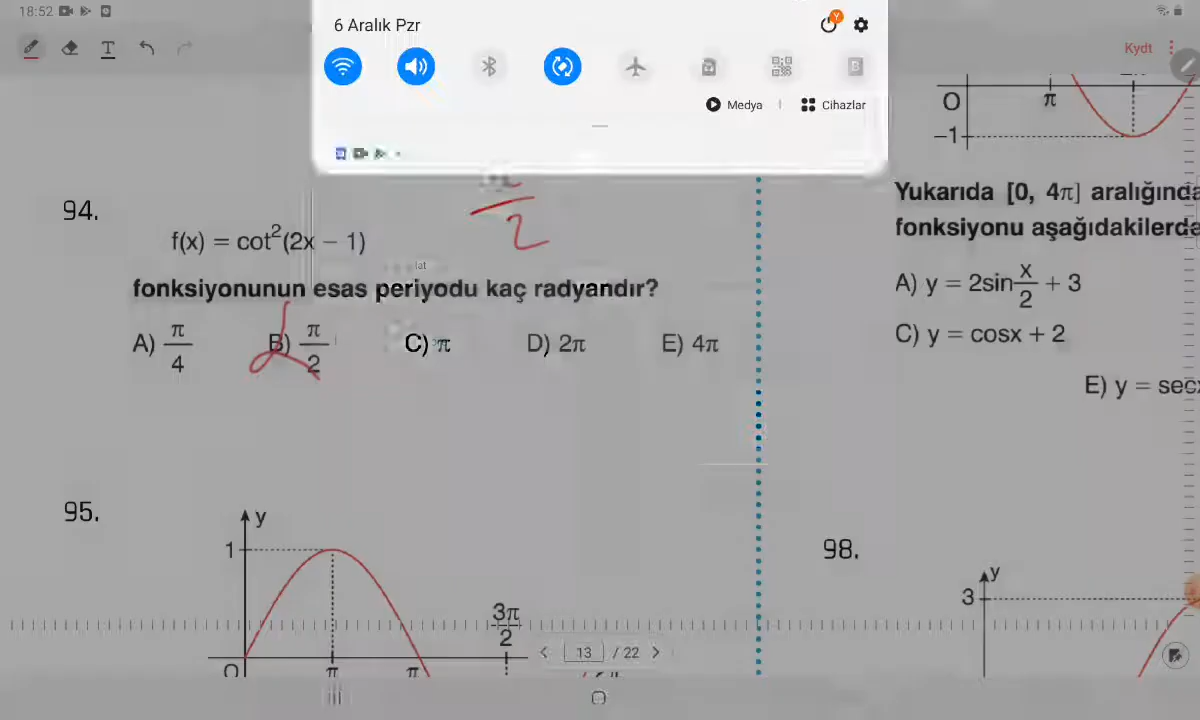 18:52
6 Aralık Pzr
Medya
Cihazlar
T
Kydt
94.
f(x) = cot²(2x − 1)
fonksiyonunun esas periyodu kaç radyandır?
A) π/4 B) π/2 C) π D) 2π E) 4π
2
95.
y
1
3π/2
O
π
π
13 / 22
O
π
−1
Yukarıda [0, 4π] aralığında
fonksiyonu aşağıdakilerde
A) y = 2sin x/2 + 3
C) y = cosx + 2
E) y = secx
98.
y
3